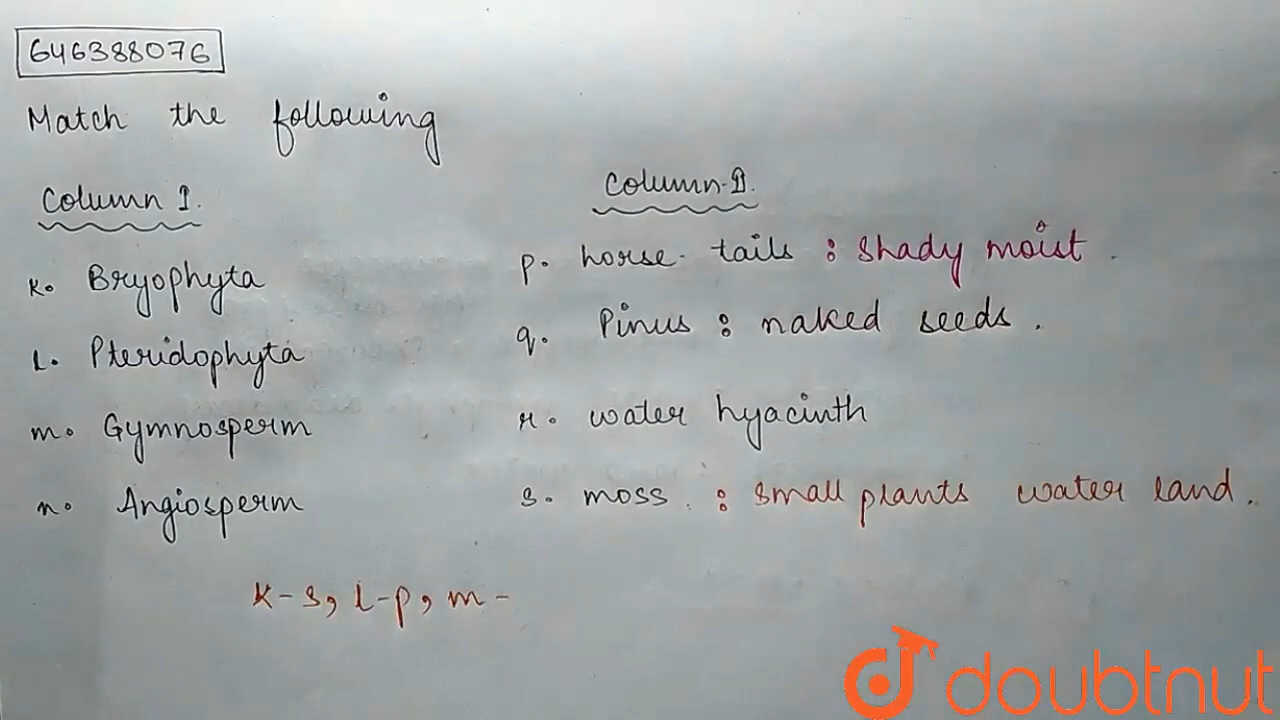 646388076
Match the following
Column I.
Column-II.
K. Bryophyta
p. horse-tails : shady moist.
L. Pteridophyta
q. Pinus : naked seeds.
m. Gymnosperm
r. water hyacinth
n. Angiosperm
s. moss. : small plants water land.
K-s, l-p, m-
doubtnut